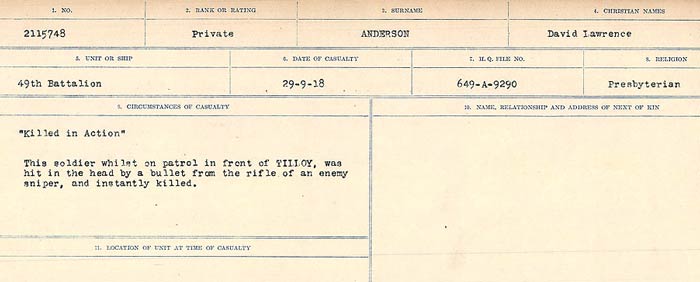 1. NO. 2. RANK OR RATING 3. SURNAME 4. CHRISTIAN NAMES
2115748 Private ANDERSON David Lawrence
5. UNIT OR SHIP 6. DATE OF CASUALTY 7. H.Q. FILE NO. 8. RELIGION
49th Battalion 29-9-18 649-A-9290 Presbyterian
9. CIRCUMSTANCES OF CASUALTY 10. NAME, RELATIONSHIP AND ADDRESS OF NEXT OF KIN
"Killed in Action"
This soldier whilst on patrol in front of TILLOY, was
hit in the head by a bullet from the rifle of an enemy
sniper, and instantly killed.
11. LOCATION OF UNIT AT TIME OF CASUALTY